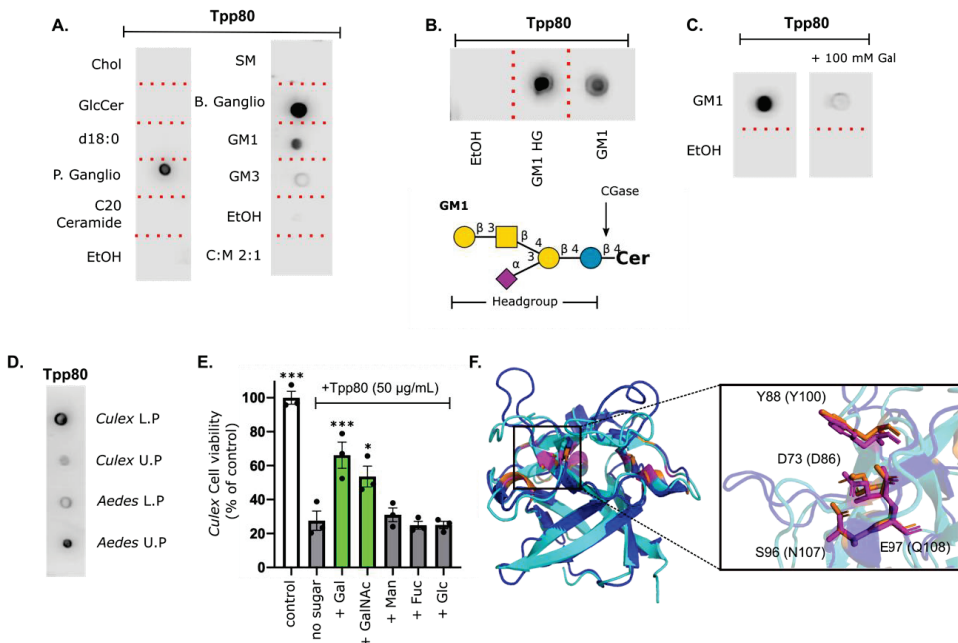 A.
Tpp80
Chol
GlcCer
d18:0
P. Ganglio
C20
Ceramide
EtOH
SM
B. Ganglio
GM1
GM3
EtOH
C:M 2:1
B.
Tpp80
EtOH
GM1 HG
GM1
GM1
CGase
β 3 β 4 3 α β 4 β 4 Cer
Headgroup
C.
Tpp80
+ 100 mM Gal
GM1
EtOH
D.
Tpp80
Culex L.P
Culex U.P
Aedes L.P
Aedes U.P
E.
+Tpp80 (50 µg/mL)
Culex Cell viability
(% of control)
100
80
60
40
20
0
***
***
*
control
no sugar
+ Gal
+ GalNAc
+ Man
+ Fuc
+ Glc
F.
Y88 (Y100)
D73 (D86)
S96 (N107)
E97 (Q108)